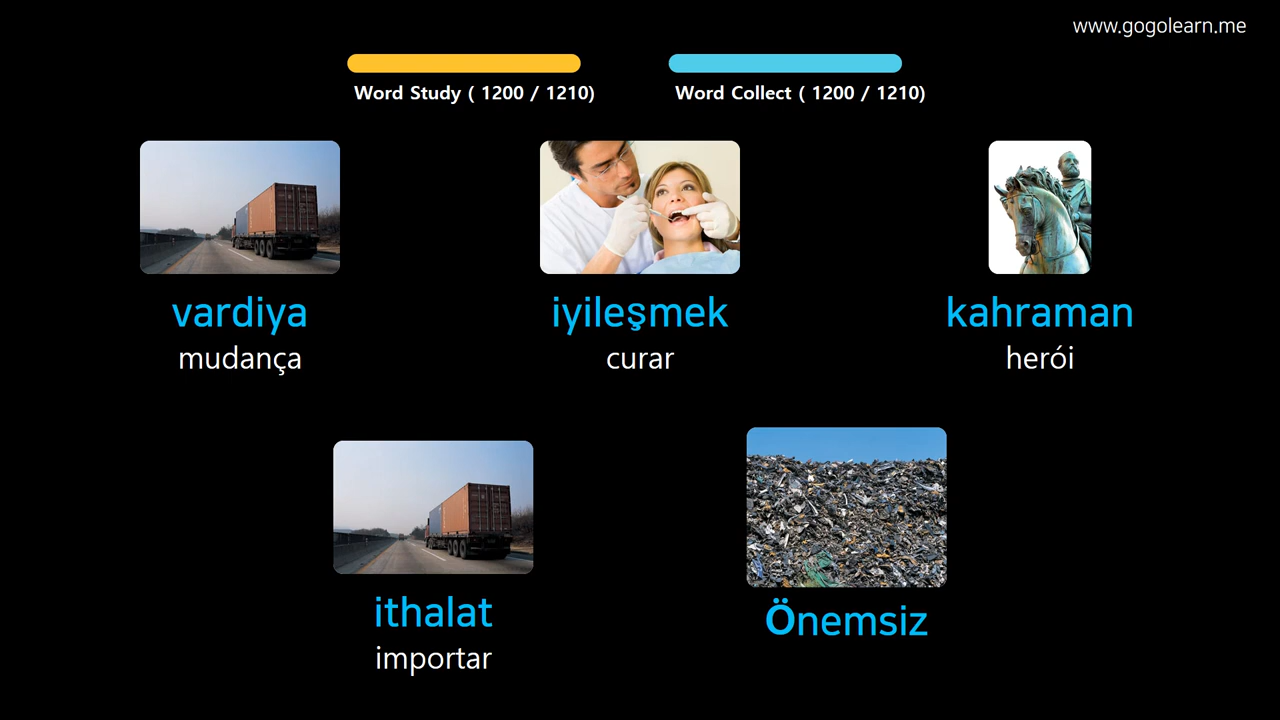 www.gogolearn.me
Word Study ( 1200 / 1210)
Word Collect ( 1200 / 1210)
vardiya
mudança
iyileşmek
curar
kahraman
herói
ithalat
importar
Önemsiz